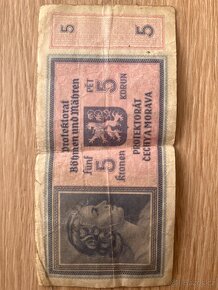 5
5
Protektorat
Böhmen und Mähren
Fünf
5
Kronen
PĚT
5
KORUN
PROTEKTORÁT
ČECHY A MORAVA